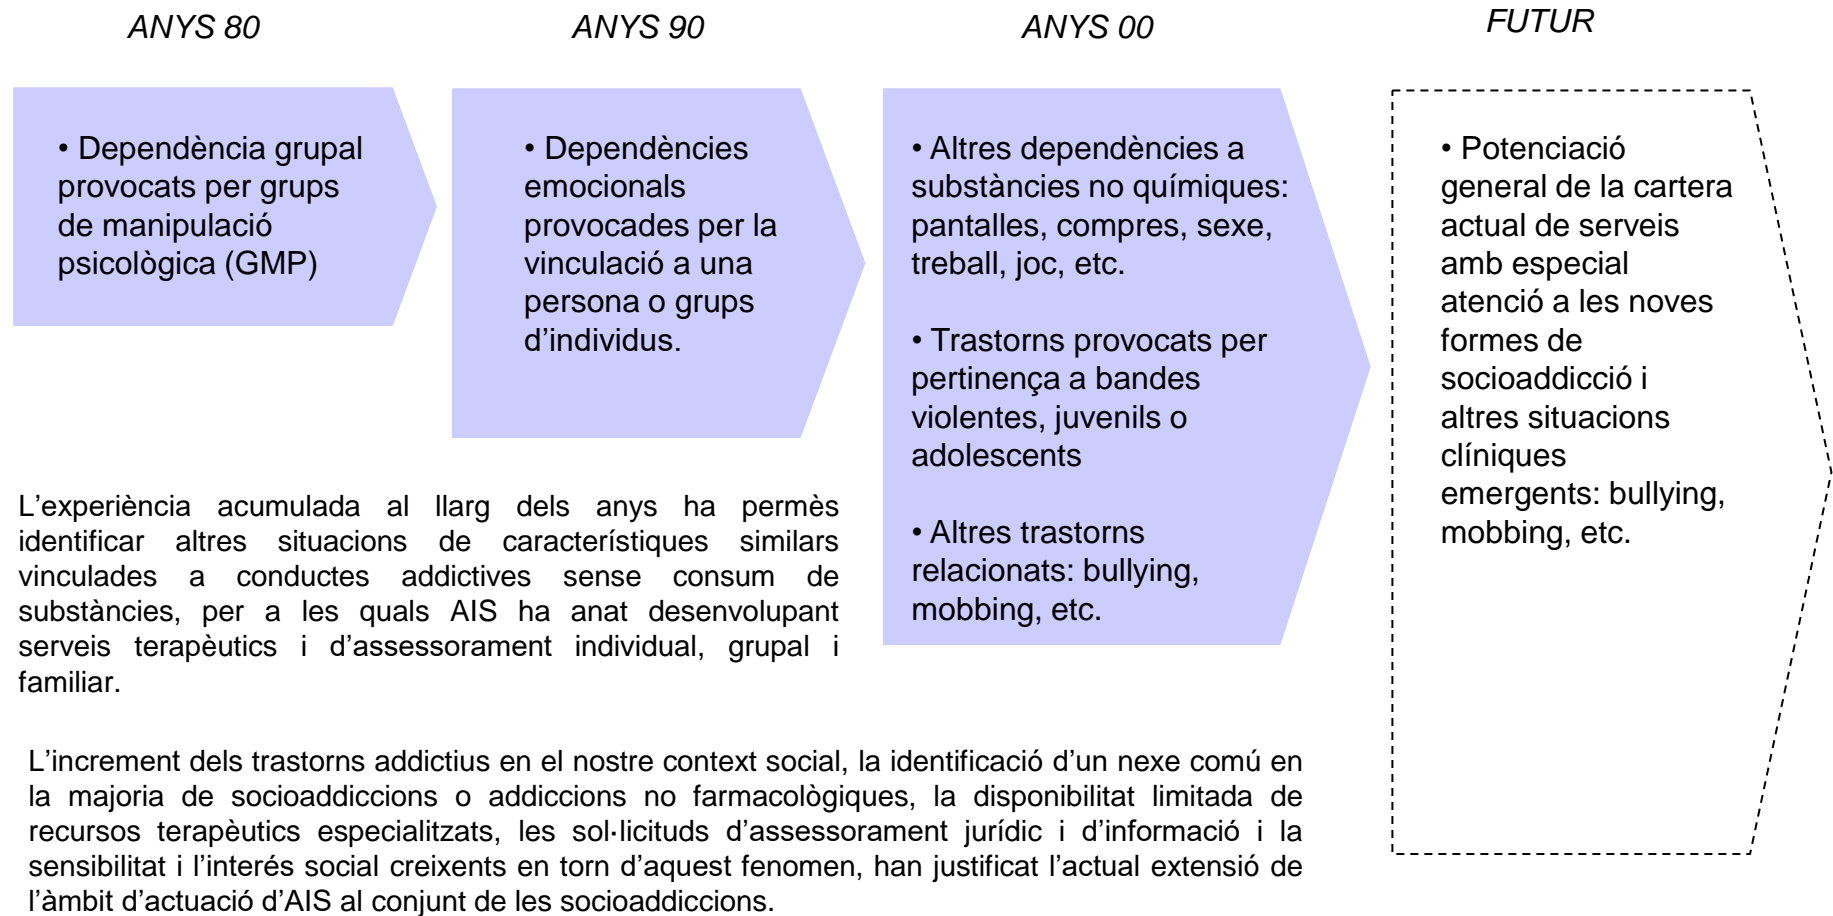 ANYS 80
ANYS 90
ANYS 00
FUTUR
• Dependència grupal
provocats per grups
de manipulació
psicològica (GMP)
• Dependències
emocionals
provocades per la
vinculació a una
persona o grups
d’individus.
• Altres dependències a
substàncies no químiques:
pantalles, compres, sexe,
treball, joc, etc.
• Trastorns provocats per
pertinença a bandes
violentes, juvenils o
adolescents
• Altres trastorns
relacionats: bullying,
mobbing, etc.
• Potenciació
general de la cartera
actual de serveis
amb especial
atenció a les noves
formes de
socioaddicció i
altres situacions
clíniques
emergents: bullying,
mobbing, etc.
L’experiència acumulada al llarg dels anys ha permès
identificar altres situacions de característiques similars
vinculades a conductes addictives sense consum de
substàncies, per a les quals AIS ha anat desenvolupant
serveis terapèutics i d’assessorament individual, grupal i
familiar.
L’increment dels trastorns addictius en el nostre context social, la identificació d’un nexe comú en
la majoria de socioaddiccions o addiccions no farmacològiques, la disponibilitat limitada de
recursos terapèutics especialitzats, les sol·licituds d’assessorament jurídic i d’informació i la
sensibilitat i l’interés social creixents en torn d’aquest fenomen, han justificat l’actual extensió de
l’àmbit d’actuació d’AIS al conjunt de les socioaddiccions.